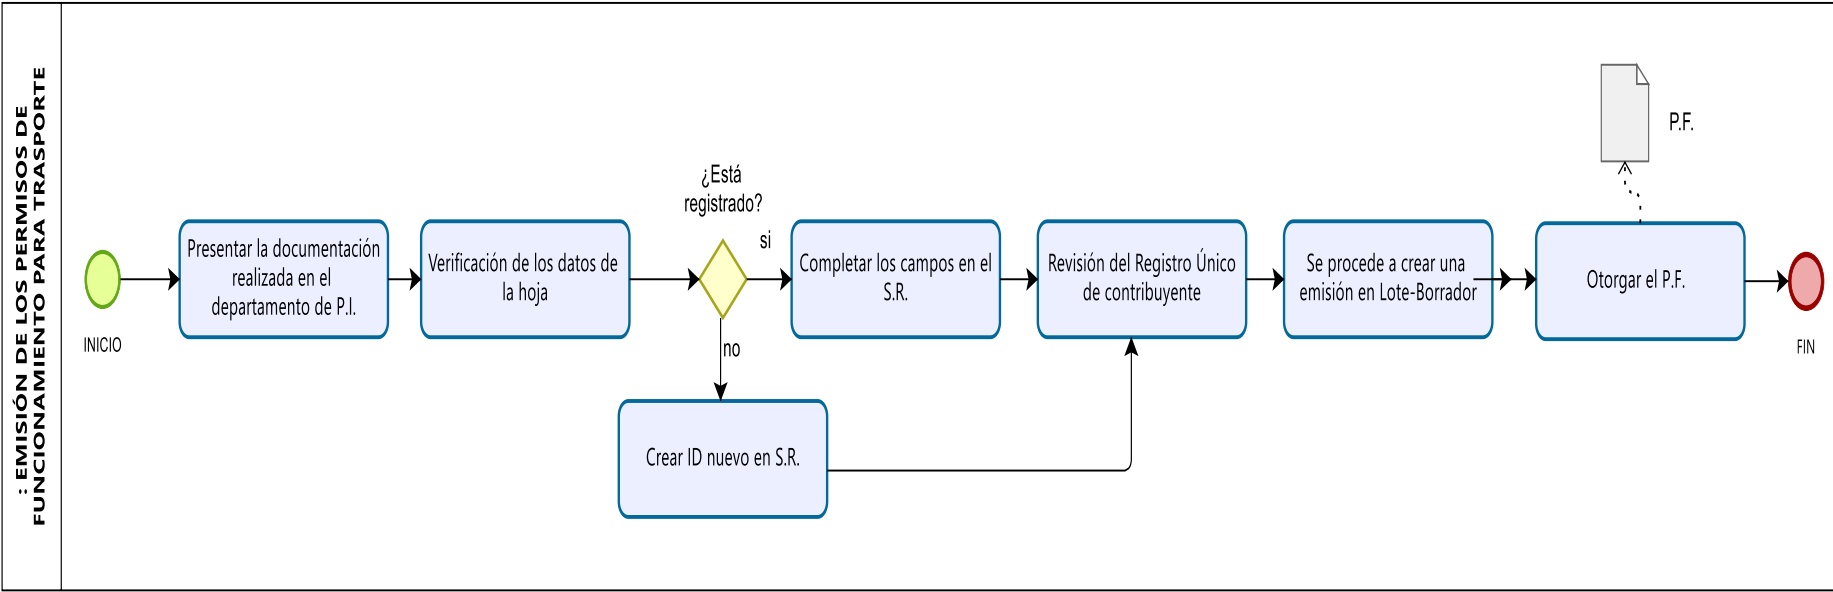 : EMISIÓN DE LOS PERMISOS DE
FUNCIONAMIENTO PARA TRASPORTE
INICIO
Presentar la documentación
realizada en el
departamento de P.I.
Verificación de los datos de
la hoja
¿Está
registrado?
si
no
Crear ID nuevo en S.R.
Completar los campos en el
S.R.
Revisión del Registro Único
de contribuyente
Se procede a crear una
emisión en Lote-Borrador
Otorgar el P.F.
P.F.
FIN